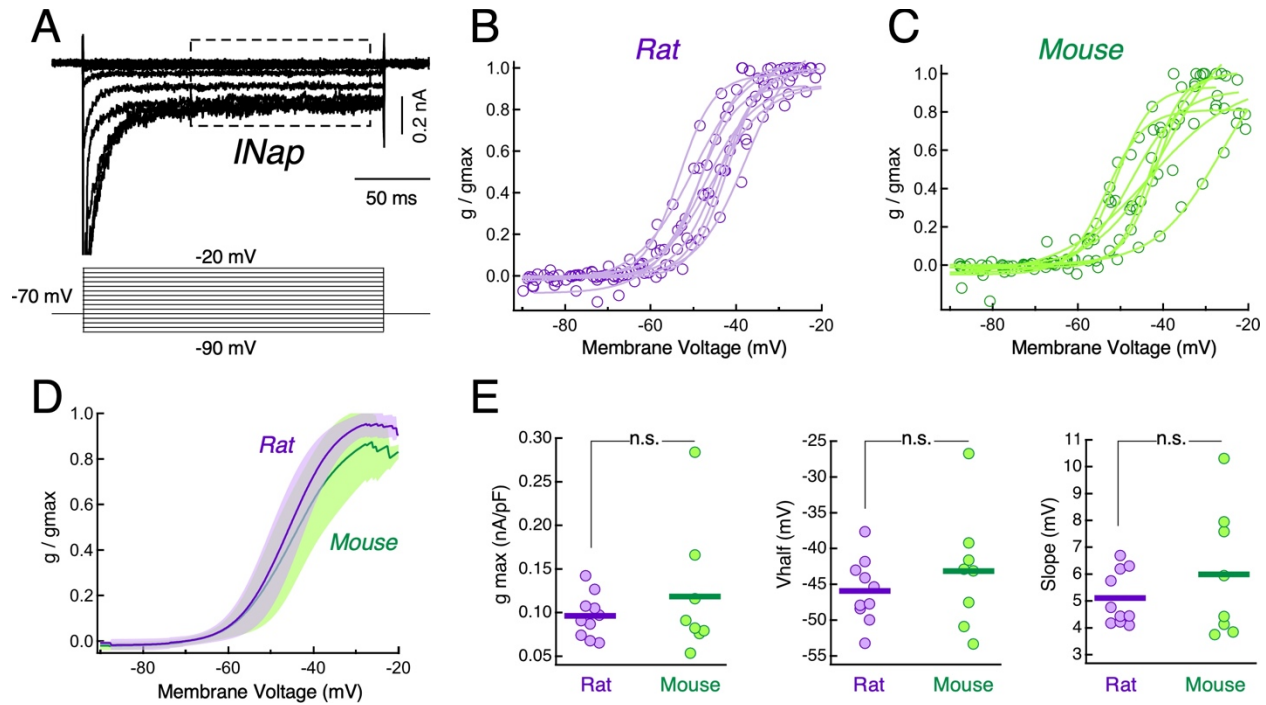 A
INap
0.2 nA
50 ms
-20 mV
-70 mV
-90 mV
B
Rat
g / gmax
1.0
0.8
0.6
0.4
0.2
0.0
-80
-60
-40
-20
Membrane Voltage (mV)
C
Mouse
g / gmax
1.0
0.8
0.6
0.4
0.2
0.0
-80
-60
-40
-20
Membrane Voltage (mV)
D
Rat
Mouse
g / gmax
1.0
0.8
0.6
0.4
0.2
0.0
-80
-60
-40
-20
Membrane Voltage (mV)
E
n.s.
g max (nA/pF)
0.30
0.25
0.20
0.15
0.10
0.05
Rat
Mouse
n.s.
Vhalf (mV)
-25
-35
-40
-45
-50
-55
Rat
Mouse
n.s.
Slope (mV)
11
10
9
8
7
6
5
4
3
Rat
Mouse